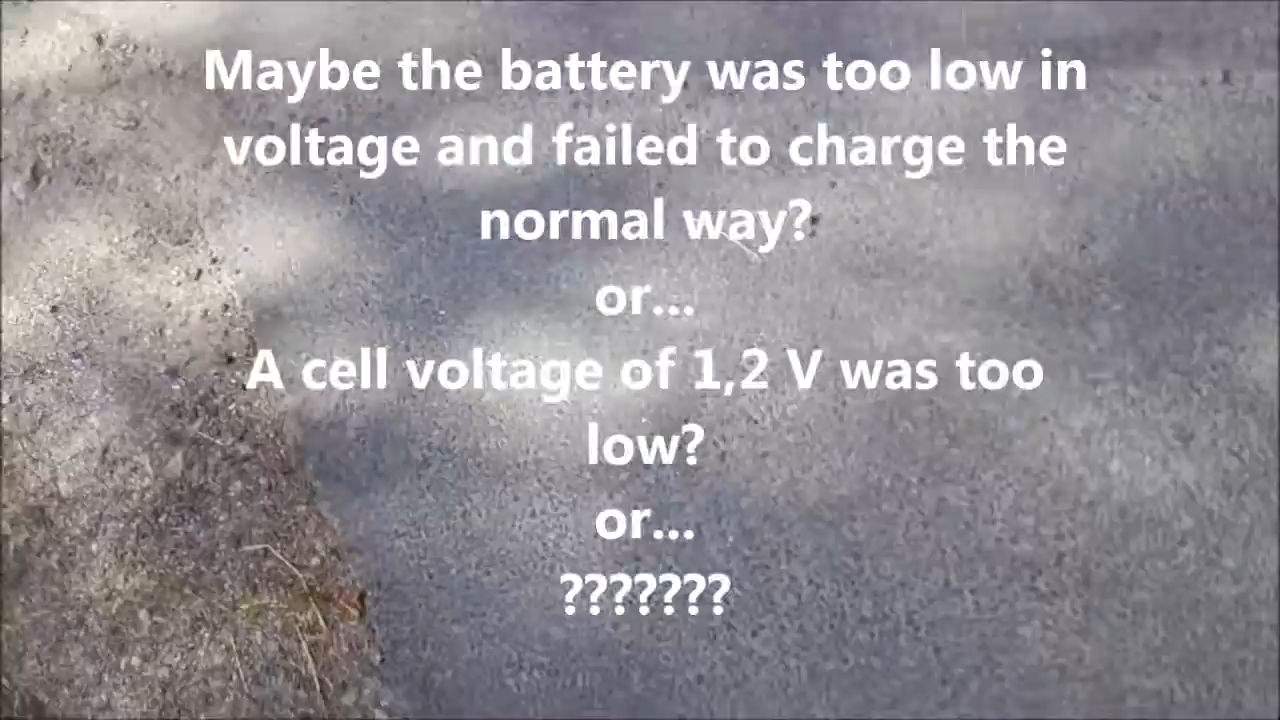 Maybe the battery was too low in
voltage and failed to charge the
normal way?
or...
A cell voltage of 1,2 V was too
low?
or...
???????